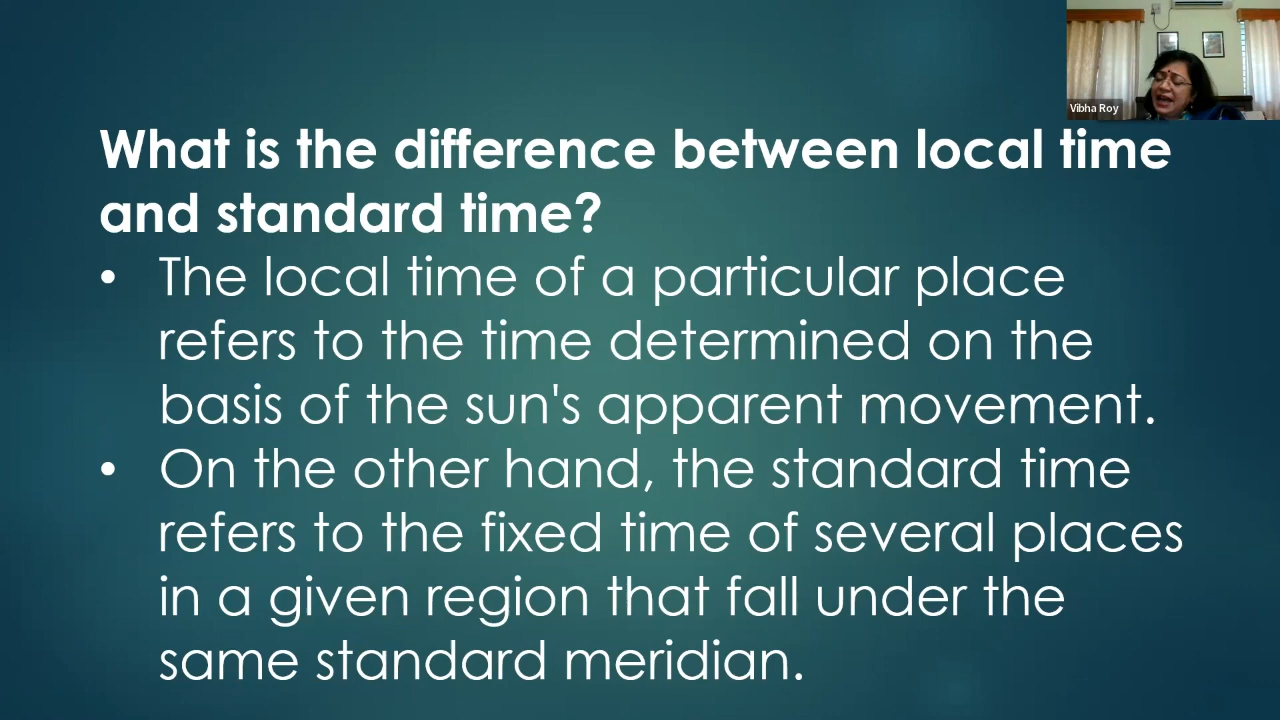 Vibha Roy
What is the difference between local time
and standard time?
• The local time of a particular place
refers to the time determined on the
basis of the sun's apparent movement.
• On the other hand, the standard time
refers to the fixed time of several places
in a given region that fall under the
same standard meridian.